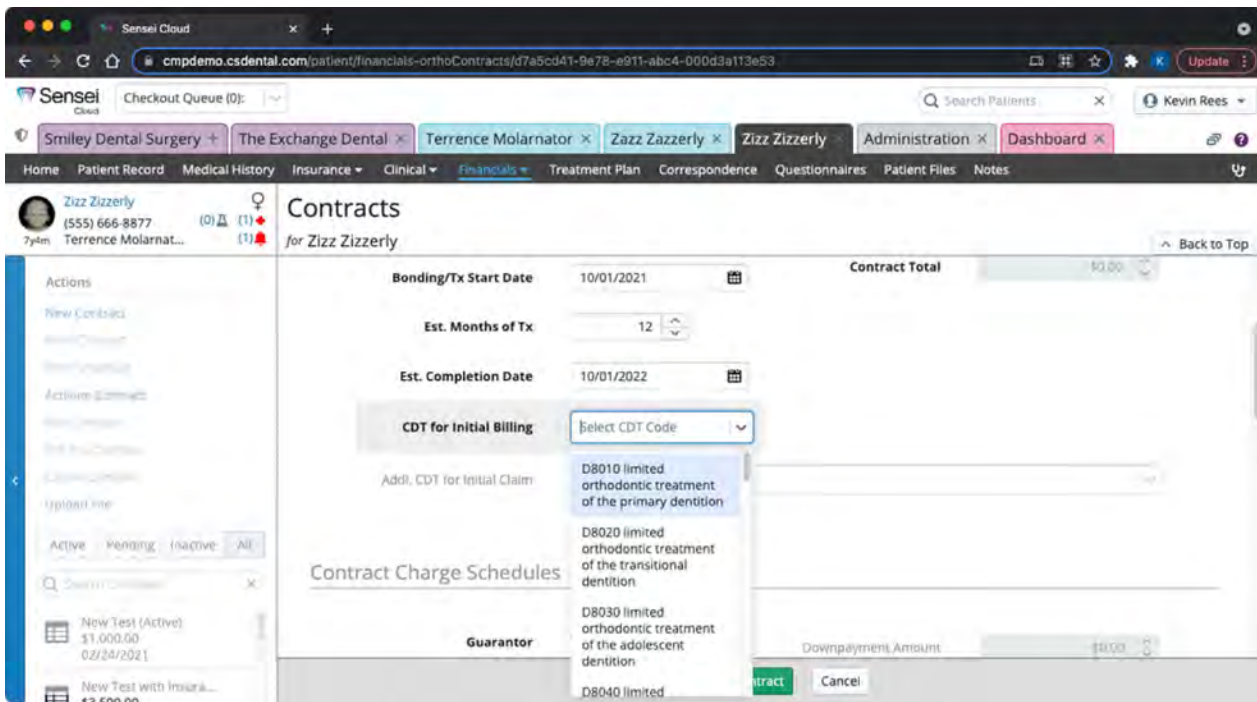 Sensei Cloud
cmpdemo.csdental.com/patient/financials-orthoContracts/d7a5cd41-9e78-e911-abc4-000d3a113e53
K
Update
Sensei
Cloud
Checkout Queue (0):
Search Patients
Kevin Rees
Smiley Dental Surgery
The Exchange Dental
Terrence Molarnator
Zazz Zazzerly
Zizz Zizzerly
Administration
Dashboard
Home Patient Record Medical History Insurance Clinical Financials Treatment Plan Correspondence Questionnaires Patient Files Notes
Zizz Zizzerly
(555) 666-8877
(0) (1)
7y4m Terrence Molarnat...
(1)
Contracts
for Zizz Zizzerly
Back to Top
Actions
New Contract
Upload File
Active Pending Inactive All
New Test (Active)
$1,000.00
02/24/2021
New Test with Insura...
$3,500.00
Bonding/Tx Start Date 10/01/2021
Contract Total $0.00
Est. Months of Tx 12
Est. Completion Date 10/01/2022
CDT for Initial Billing Select CDT Code
Addl. CDT for Initial Claim
D8010 limited
orthodontic treatment
of the primary dentition
D8020 limited
orthodontic treatment
of the transitional
dentition
D8030 limited
orthodontic treatment
of the adolescent
dentition
D8040 limited
Contract Charge Schedules
Guarantor
Downpayment Amount $0.00
tract
Cancel